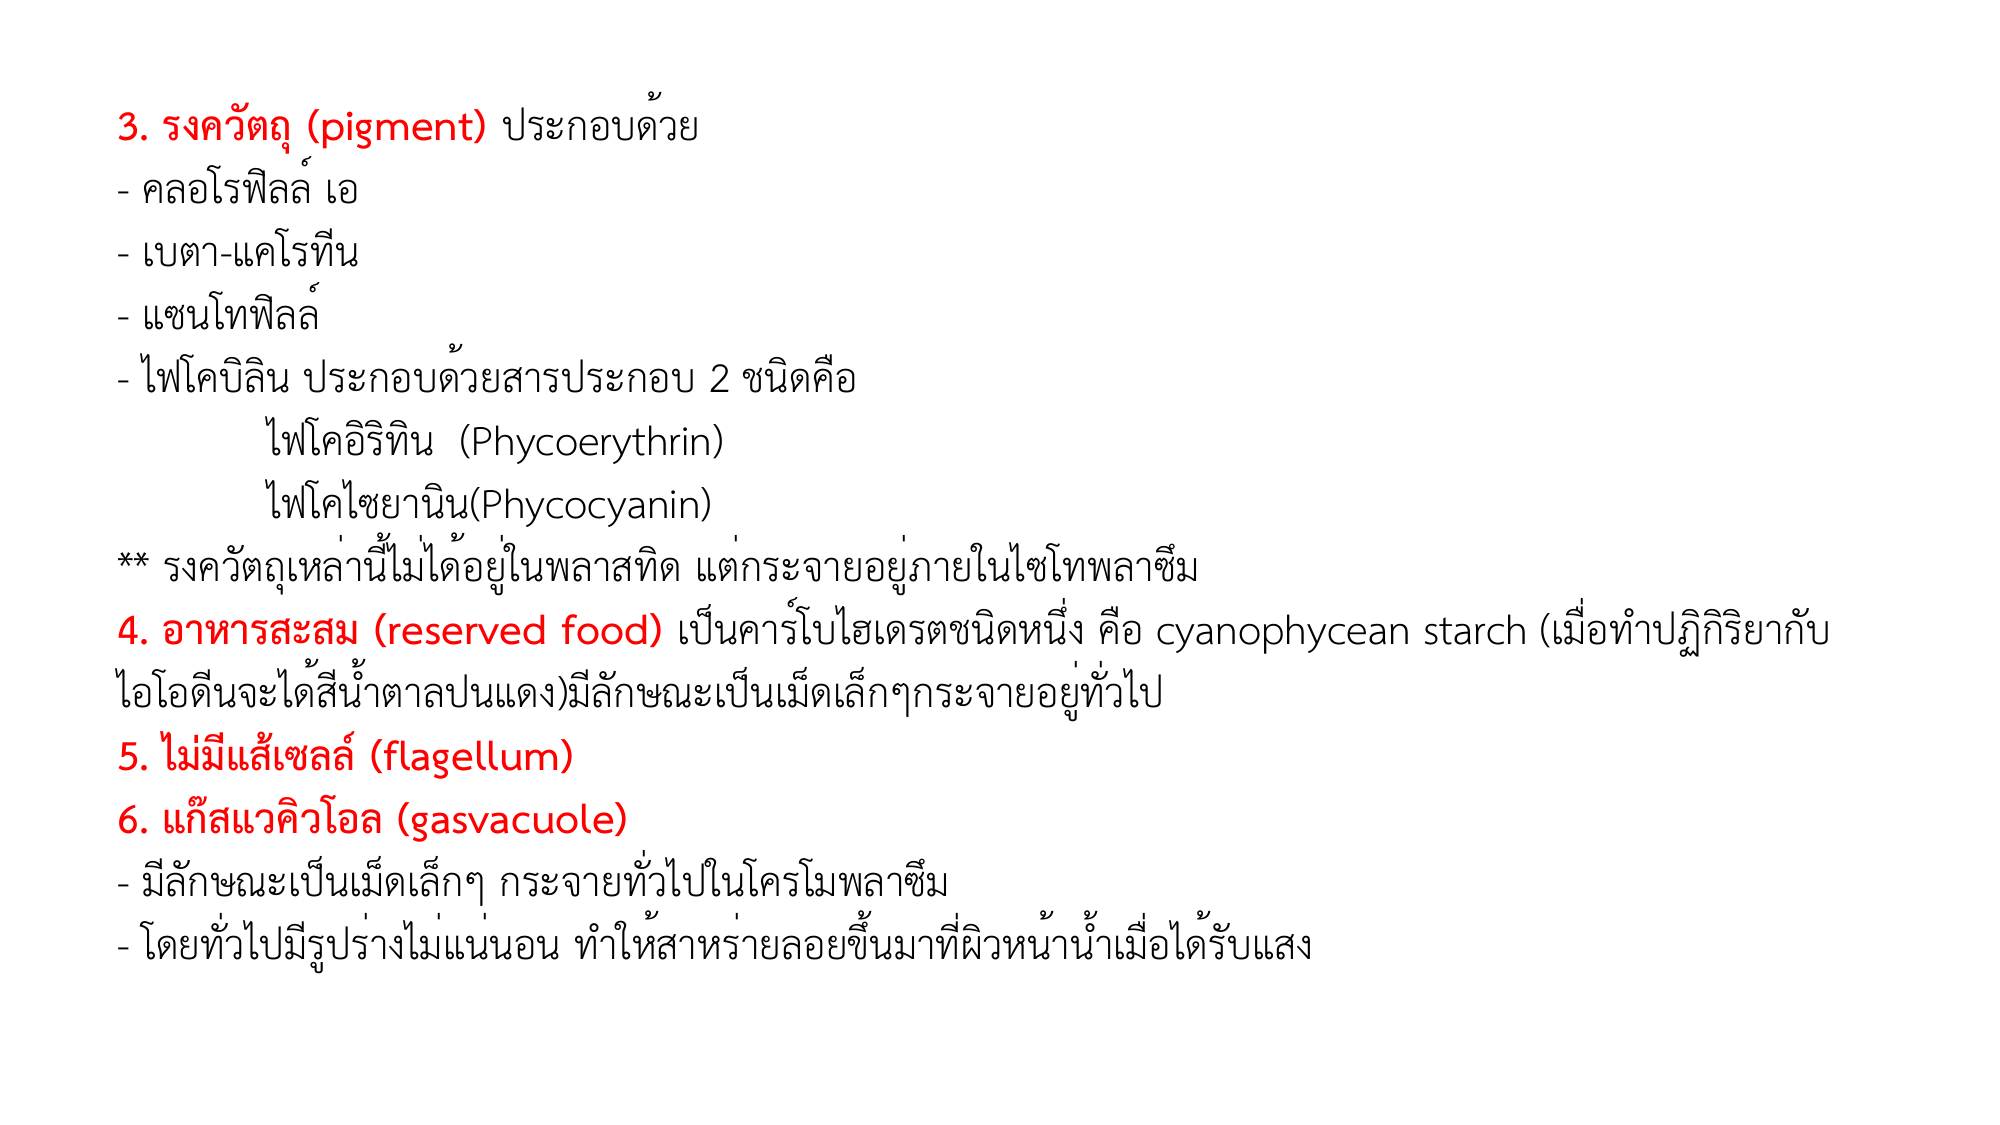 3. รงควัตถุ (pigment) ประกอบด้วย
- คลอโรฟิลล์ เอ
- เบตา-แคโรทีน
- แซนโทฟิลล์
- ไฟโคบิลิน ประกอบด้วยสารประกอบ 2 ชนิดคือ
ไฟโคอิริทิน (Phycoerythrin)
ไฟโคไซยานิน(Phycocyanin)
** รงควัตถุเหล่านี้ไม่ได้อยู่ในพลาสทิด แต่กระจายอยู่ภายในไซโทพลาซึม
4. อาหารสะสม (reserved food) เป็นคาร์โบไฮเดรตชนิดหนึ่ง คือ cyanophycean starch (เมื่อทำปฏิกิริยากับ
ไอโอดีนจะได้สีน้ำตาลปนแดง)มีลักษณะเป็นเม็ดเล็กๆกระจายอยู่ทั่วไป
5. ไม่มีแส้เซลล์ (flagellum)
6. แก๊สแวคิวโอล (gasvacuole)
- มีลักษณะเป็นเม็ดเล็กๆ กระจายทั่วไปในโครโมพลาซึม
- โดยทั่วไปมีรูปร่างไม่แน่นอน ทำให้สาหร่ายลอยขึ้นมาที่ผิวหน้าน้ำเมื่อได้รับแสง